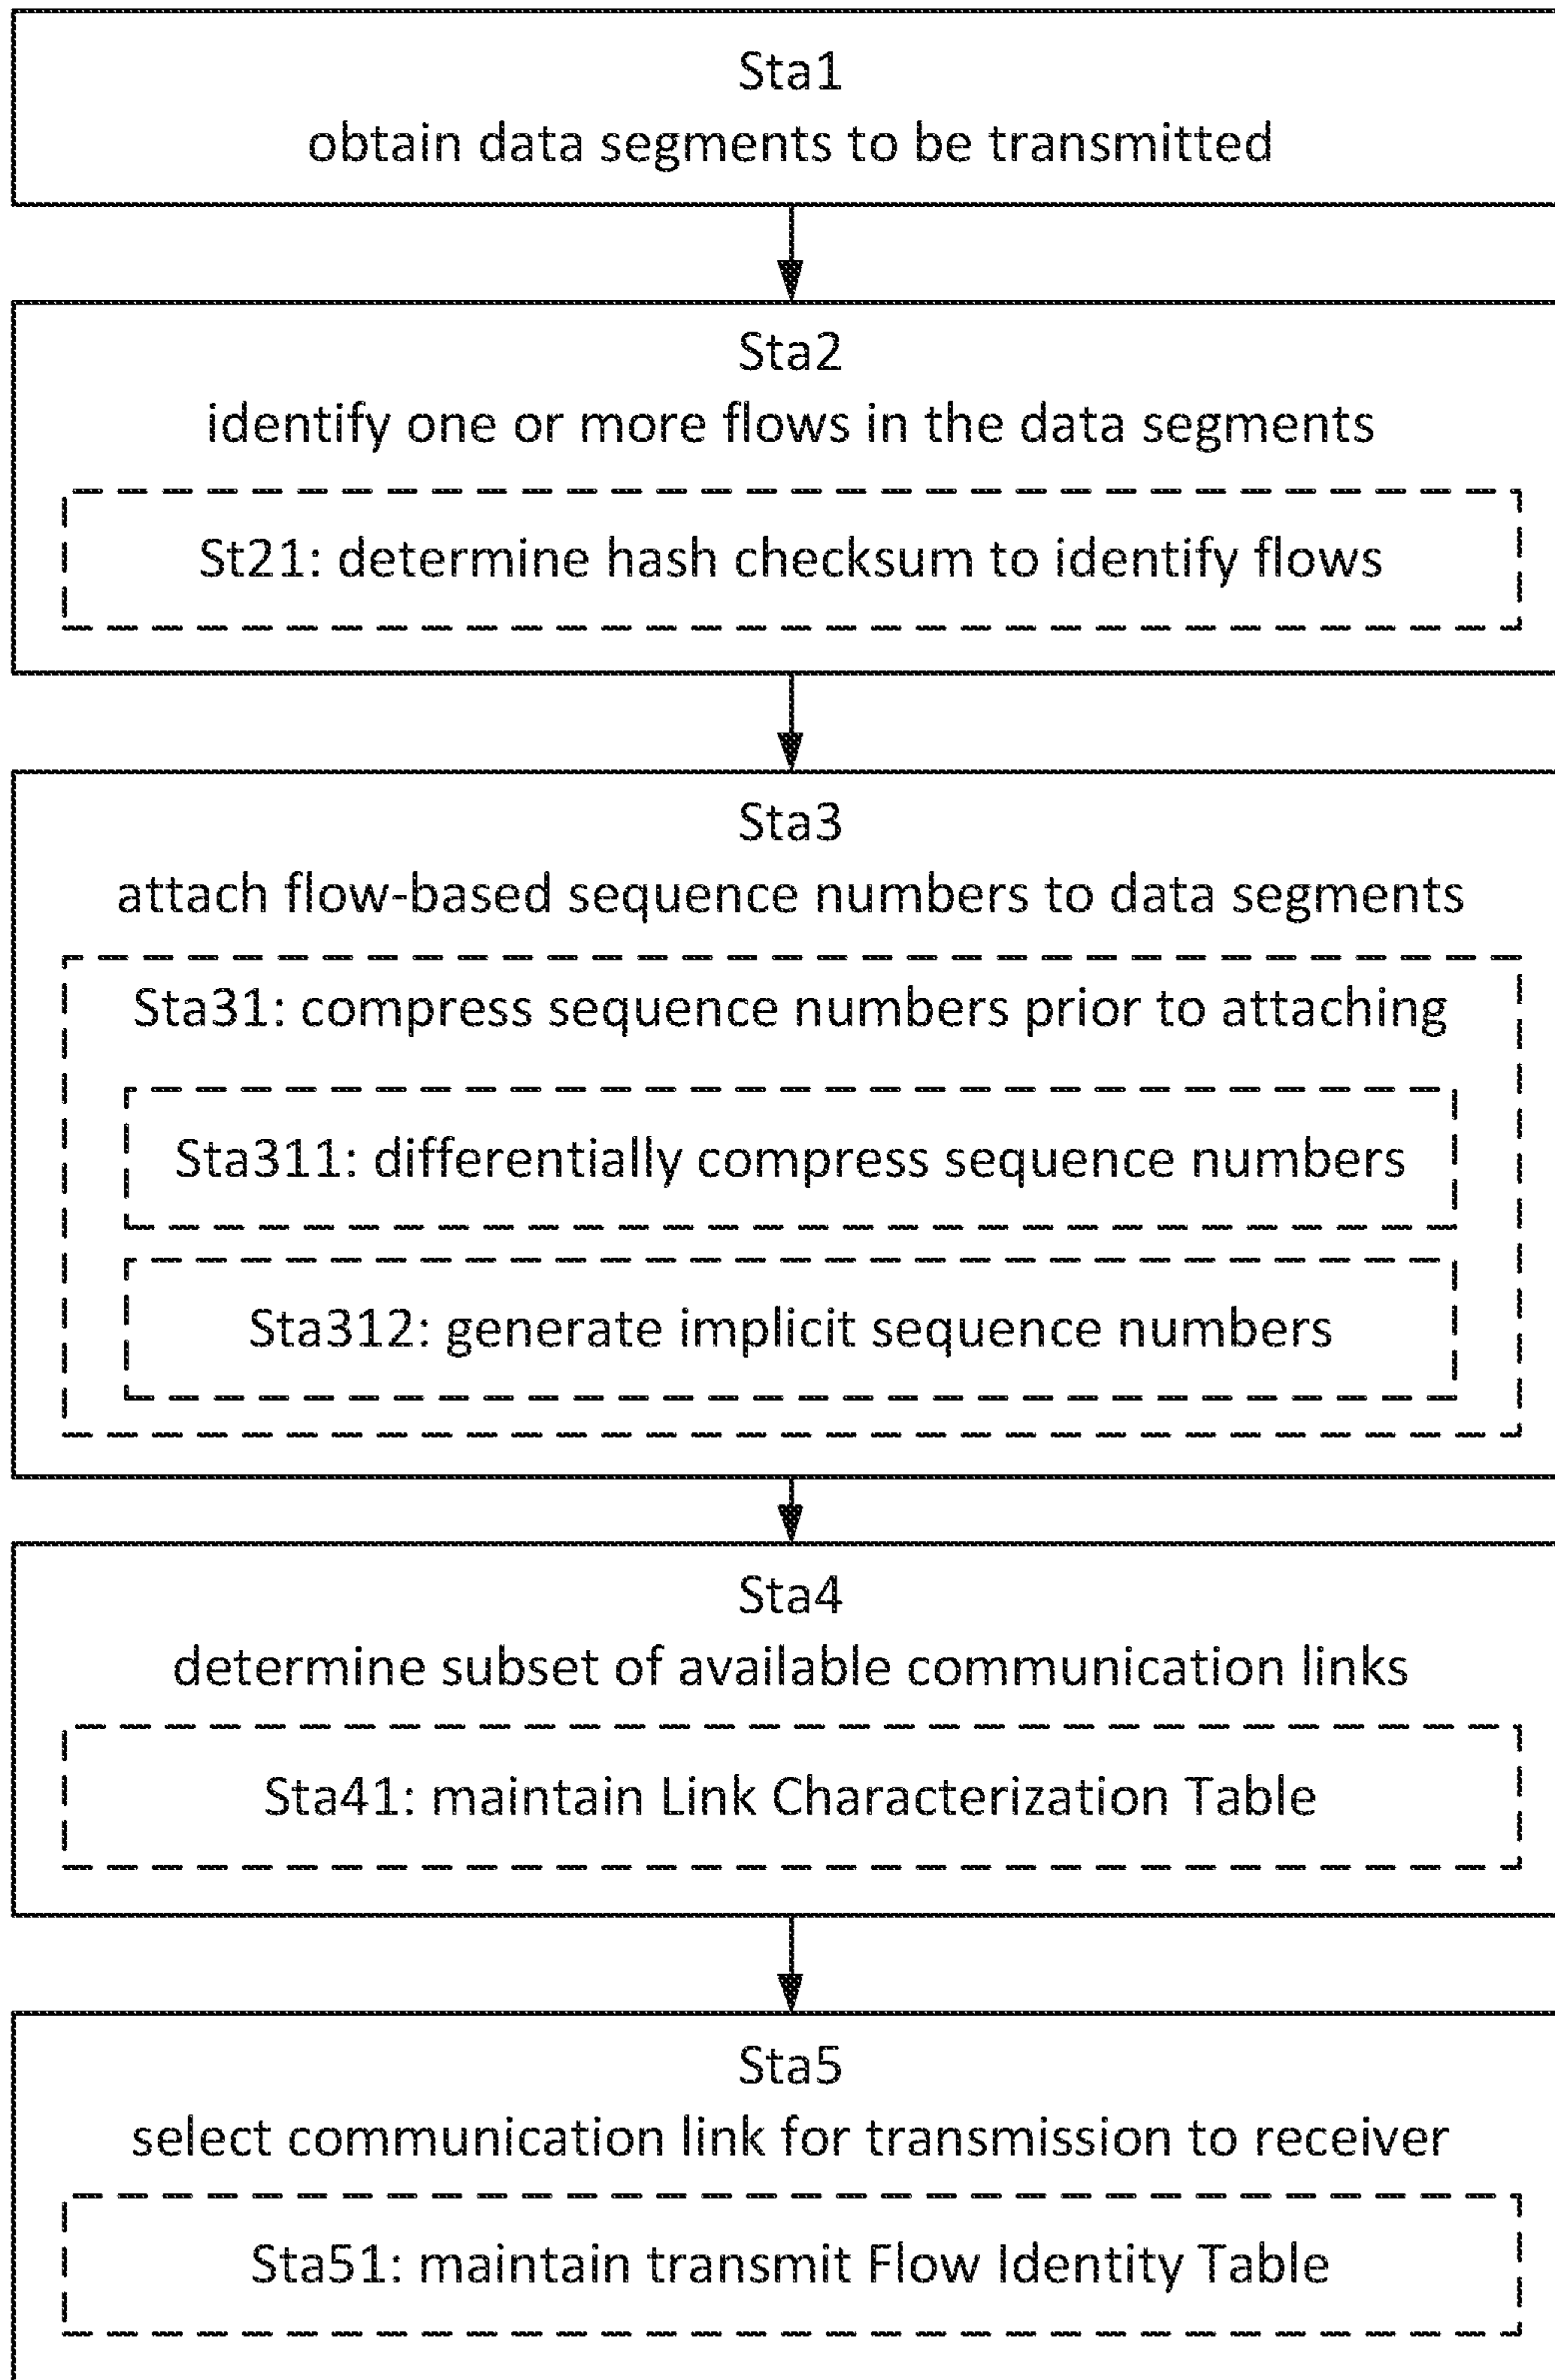 Sta1
obtain data segments to be transmitted
Sta2
identify one or more flows in the data segments
St21: determine hash checksum to identify flows
Sta3
attach flow-based sequence numbers to data segments
Sta31: compress sequence numbers prior to attaching
Sta311: differentially compress sequence numbers
Sta312: generate implicit sequence numbers
Sta4
determine subset of available communication links
Sta41: maintain Link Characterization Table
Sta5
select communication link for transmission to receiver
Sta51: maintain transmit Flow Identity Table